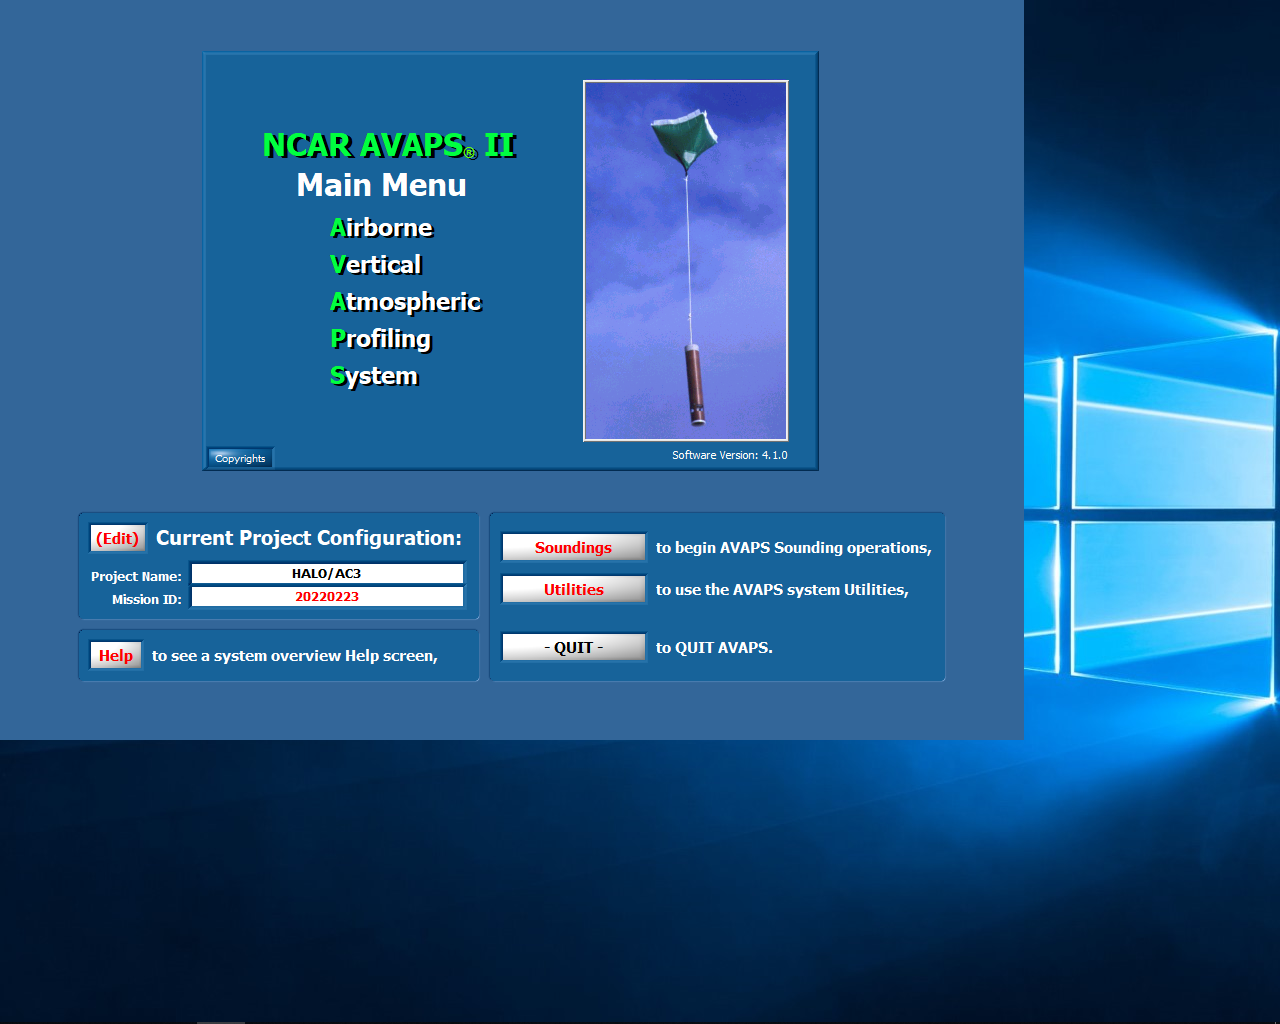 NCAR AVAPS® II
Main Menu
Airborne
Vertical
Atmospheric
Profiling
System
Copyrights
Software Version: 4.1.0
(Edit) Current Project Configuration:
Project Name: HALO/AC3
Mission ID: 20220223
Help to see a system overview Help screen,
Soundings to begin AVAPS Sounding operations,
Utilities to use the AVAPS system Utilities,
- QUIT - to QUIT AVAPS.